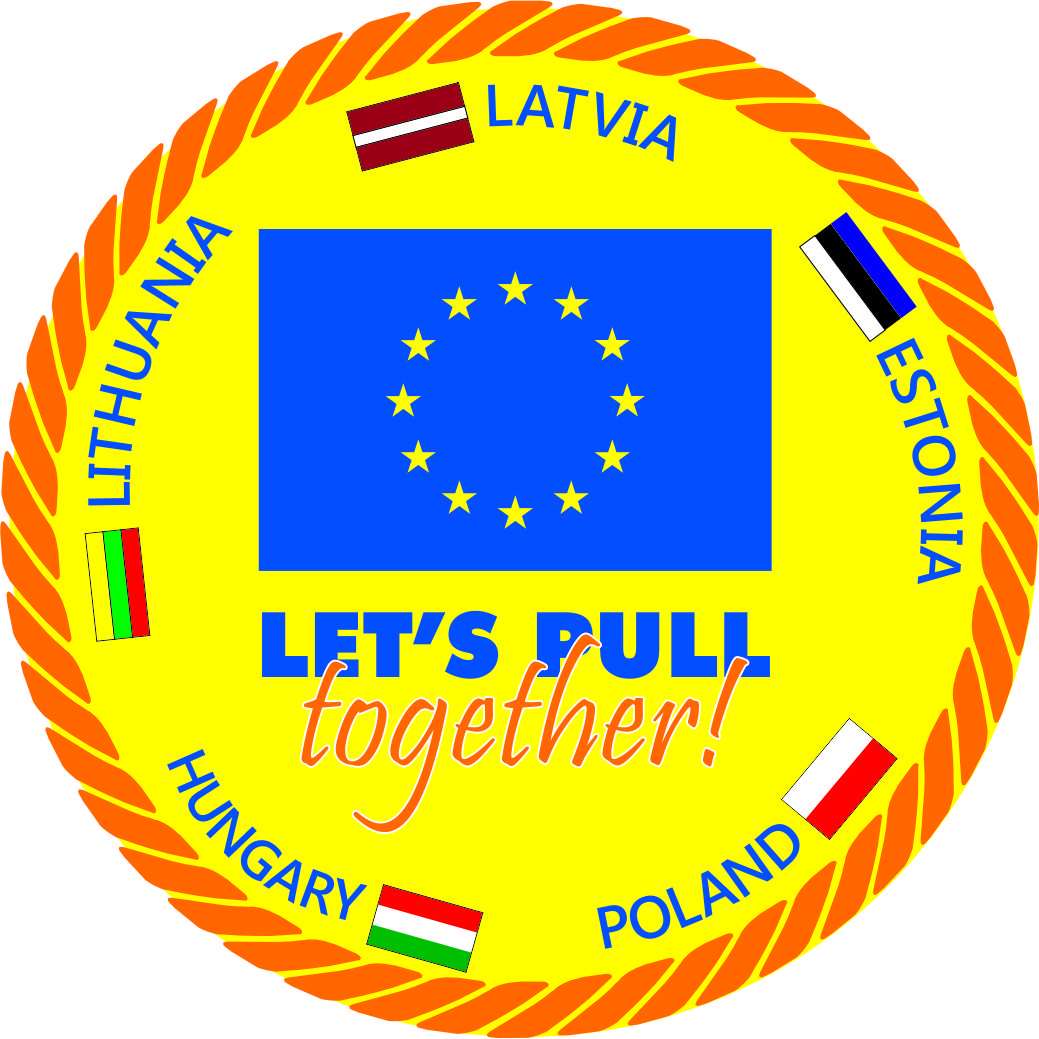 LATVIA
ESTONIA
LITHUANIA
LET'S PULL
together!
HUNGARY
POLAND